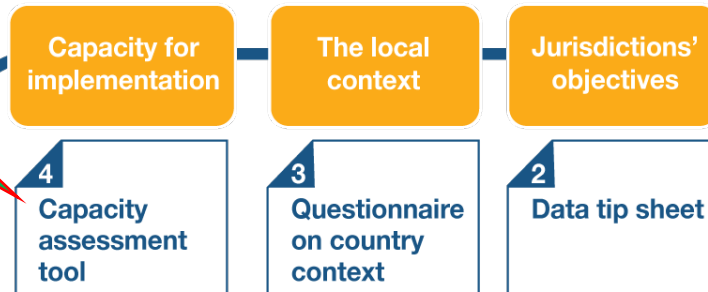 Capacity for
implementation
The local
context
Jurisdictions’
objectives
4
Capacity
assessment
tool
3
Questionnaire
on country
context
2
Data tip sheet